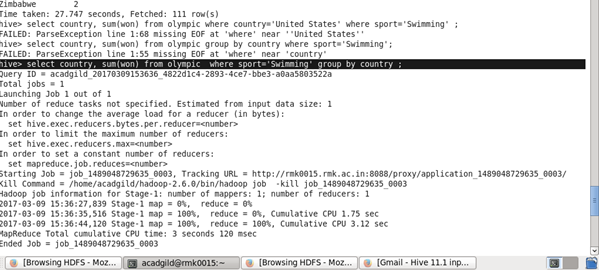 Zimbabwe 2
Time taken: 27.747 seconds, Fetched: 111 row(s)
hive> select country, sum(won) from olympic where country='United States' where sport='Swimming' ;
FAILED: ParseException line 1:68 missing EOF at 'where' near ''United States''
hive> select country, sum(won) from olympic group by country where sport='Swimming';
FAILED: ParseException line 1:55 missing EOF at 'where' near 'country'
hive> select country, sum(won) from olympic  where sport='Swimming' group by country ;
Query ID = acadgild_20170309153636_4822d1c4-2893-4ce7-bbe3-a0aa5803522a
Total jobs = 1
Launching Job 1 out of 1
Number of reduce tasks not specified. Estimated from input data size: 1
In order to change the average load for a reducer (in bytes):
  set hive.exec.reducers.bytes.per.reducer=<number>
In order to limit the maximum number of reducers:
  set hive.exec.reducers.max=<number>
In order to set a constant number of reducers:
  set mapreduce.job.reduces=<number>
Starting Job = job_1489048729635_0003, Tracking URL = http://rmk0015.rmk.ac.in:8088/proxy/application_1489048729635_0003/
Kill Command = /home/acadgild/hadoop-2.6.0/bin/hadoop job  -kill job_1489048729635_0003
Hadoop job information for Stage-1: number of mappers: 1; number of reducers: 1
2017-03-09 15:36:27,839 Stage-1 map = 0%,  reduce = 0%
2017-03-09 15:36:35,516 Stage-1 map = 100%,  reduce = 0%, Cumulative CPU 1.75 sec
2017-03-09 15:36:44,120 Stage-1 map = 100%,  reduce = 100%, Cumulative CPU 3.12 sec
MapReduce Total cumulative CPU time: 3 seconds 120 msec
Ended Job = job_1489048729635_0003
[Browsing HDFS - Moz... acadgild@rmk0015:~ [Browsing HDFS - Moz... [Gmail - Hive 11.1 inp...